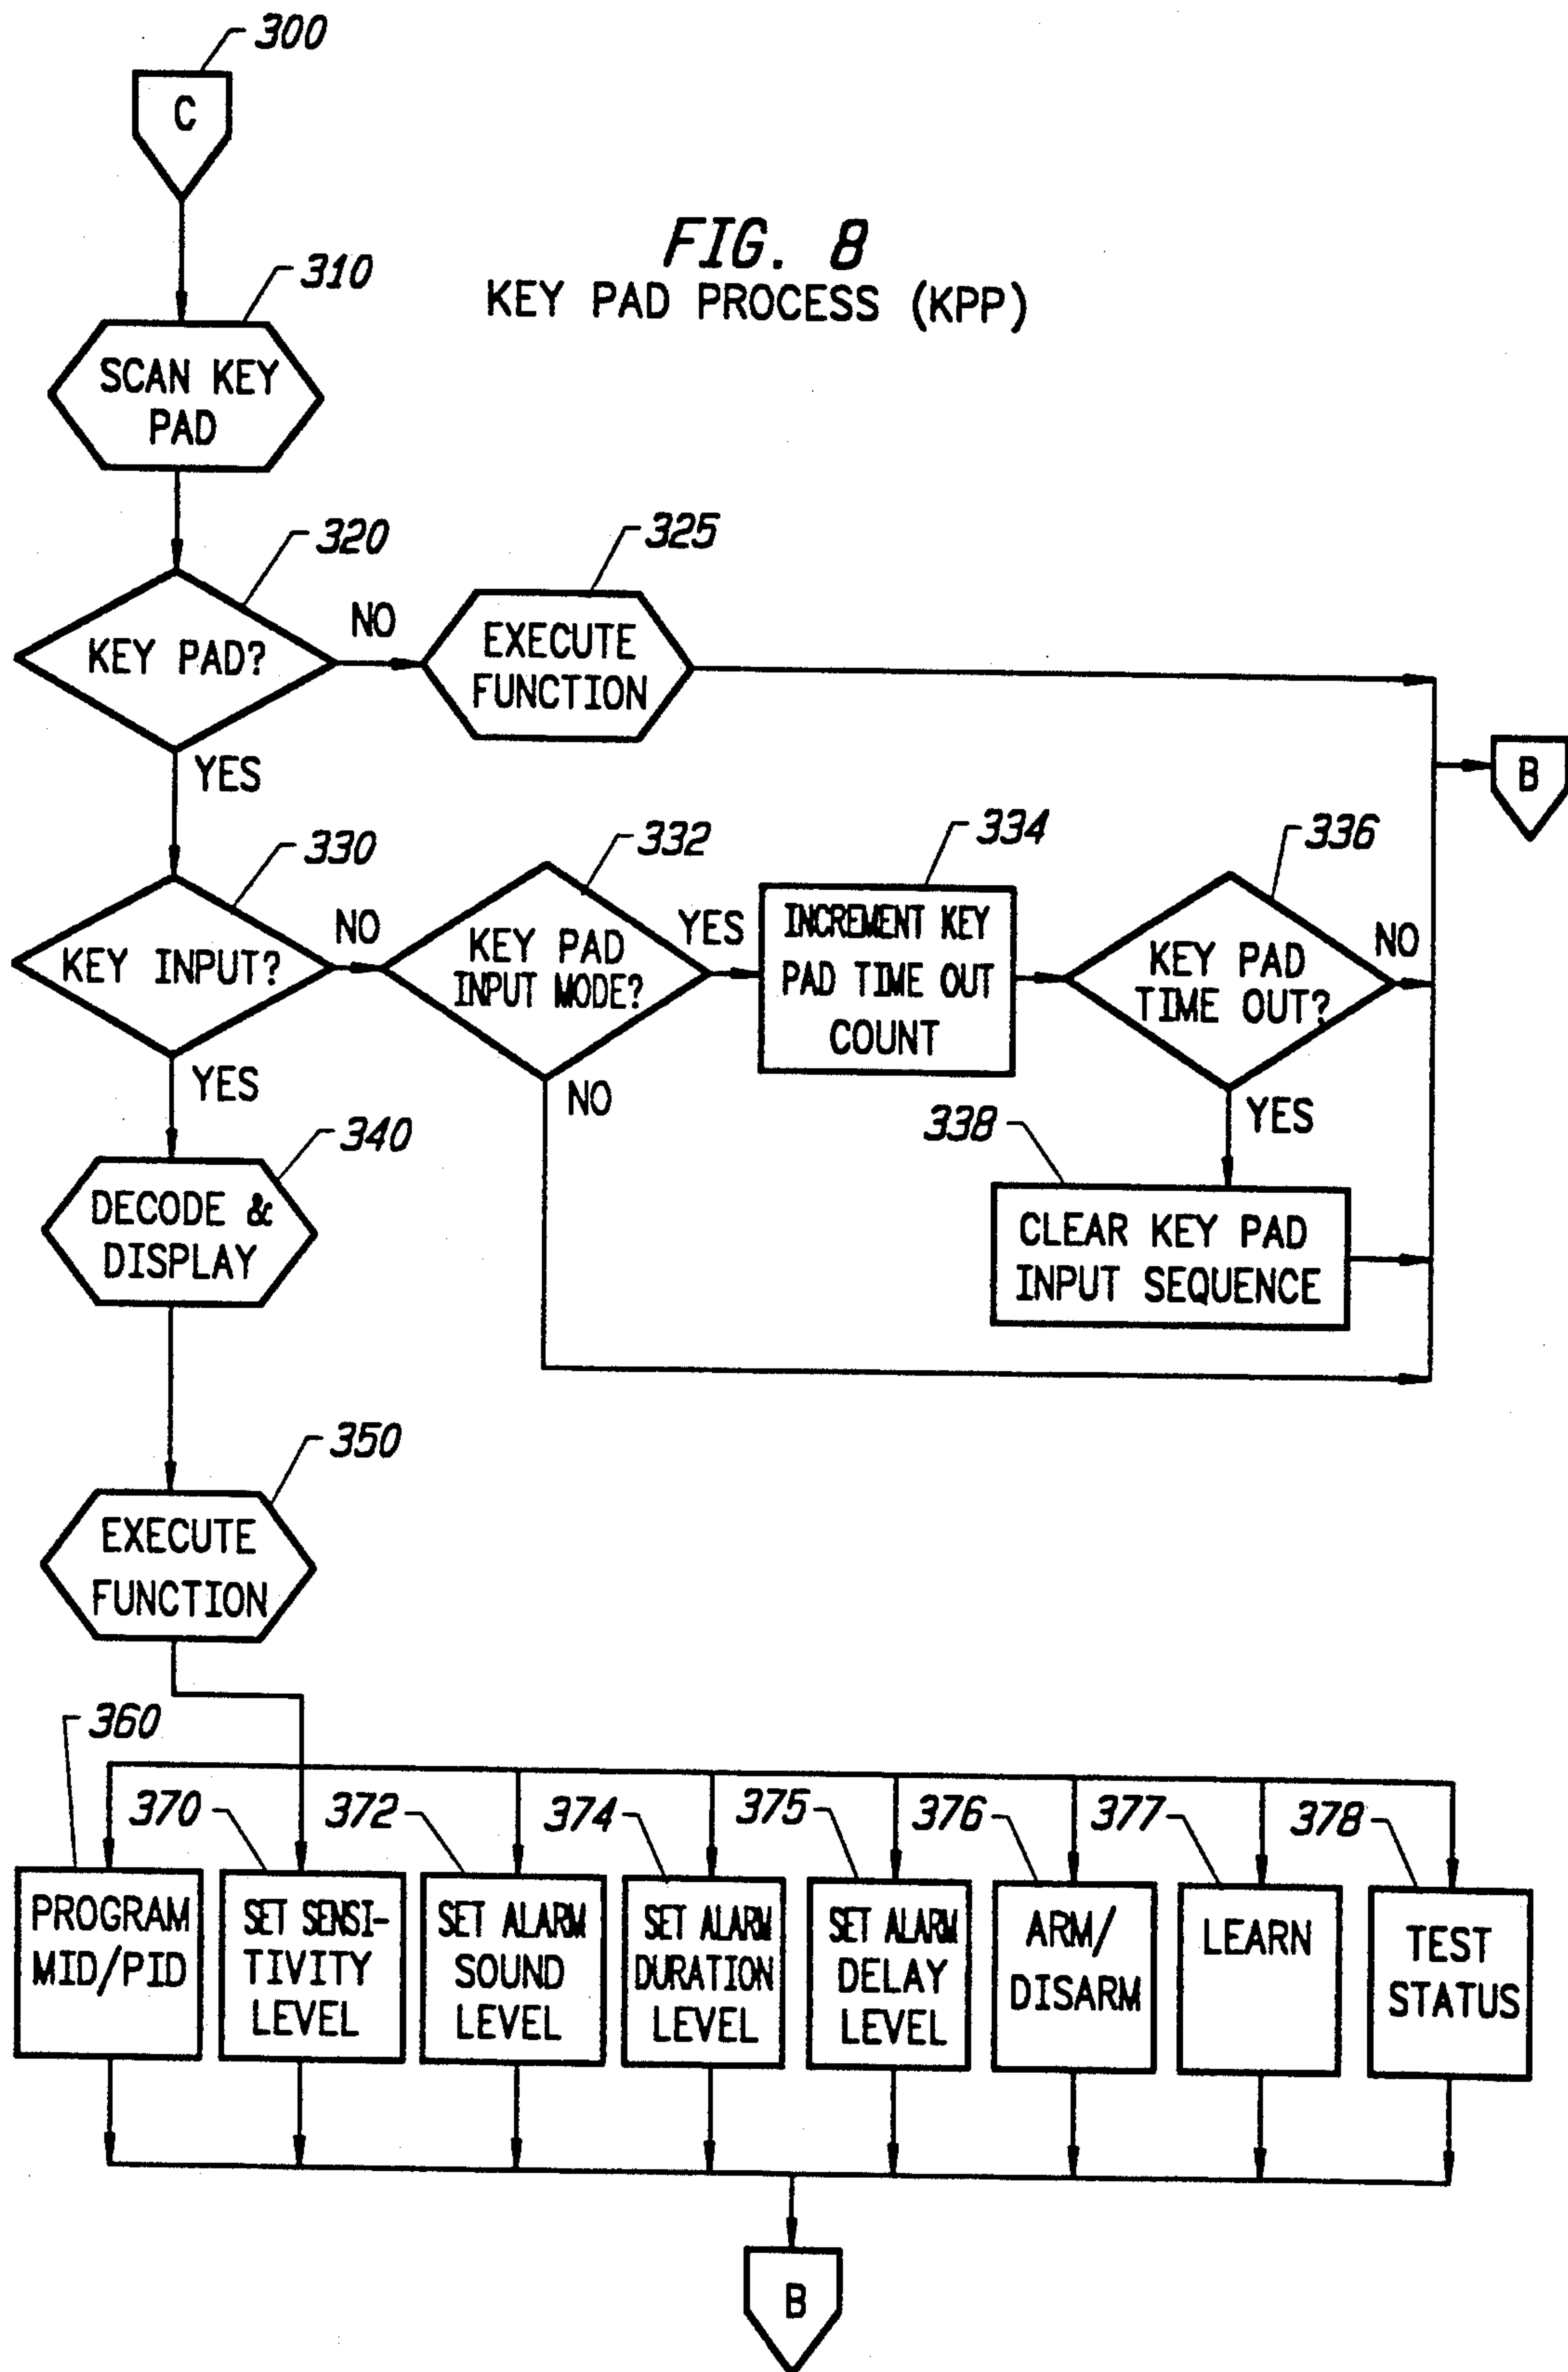 300
C
FIG. 8
KEY PAD PROCESS (KPP)
310
SCAN KEY
PAD
320
KEY PAD?
NO
YES
325
EXECUTE
FUNCTION
B
330
KEY INPUT?
NO
YES
332
KEY PAD
INPUT MODE?
YES
NO
334
INCREMENT KEY
PAD TIME OUT
COUNT
336
KEY PAD
TIME OUT?
NO
YES
338
CLEAR KEY PAD
INPUT SEQUENCE
340
DECODE &
DISPLAY
350
EXECUTE
FUNCTION
360
PROGRAM
MID/PID
370
SET SENSI-
TIVITY
LEVEL
372
SET ALARM
SOUND
LEVEL
374
SET ALARM
DURATION
LEVEL
375
SET ALARM
DELAY
LEVEL
376
ARM/
DISARM
377
LEARN
378
TEST
STATUS
B